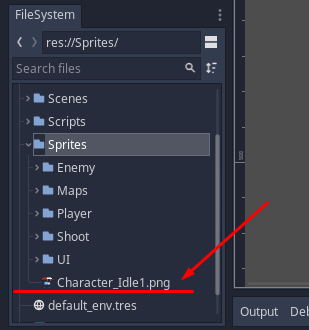 FileSystem
res://Sprites/
Search files
Scenes
Scripts
Sprites
Enemy
Maps
Player
Shoot
UI
Character_Idle1.png
default_env.tres
500
Output Deb